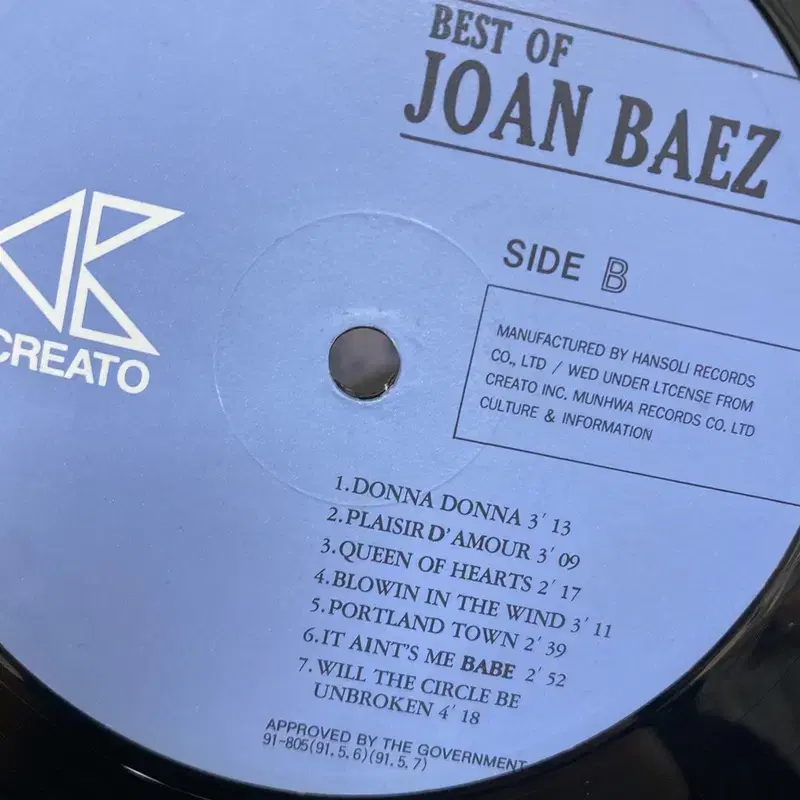 BEST OF
JOAN BAEZ
SIDE B
CREATO
MANUFACTURED BY HANSOLI RECORDS
CO., LTD / WED UNDER LTCENSE FROM
CREATO INC. MUNHWA RECORDS CO. LTD
CULTURE & INFORMATION
1.DONNA DONNA 3' 13
2.PLAISIR D'AMOUR 3' 09
3.QUEEN OF HEARTS 2' 17
4.BLOWIN IN THE WIND 3' 11
5.PORTLAND TOWN 2' 39
6.IT AINT'S ME BABE 2' 52
7.WILL THE CIRCLE BE
UNBROKEN 4' 18
APPROVED BY THE GOVERNMENT
91-805(91.5.6)(91.5.7)